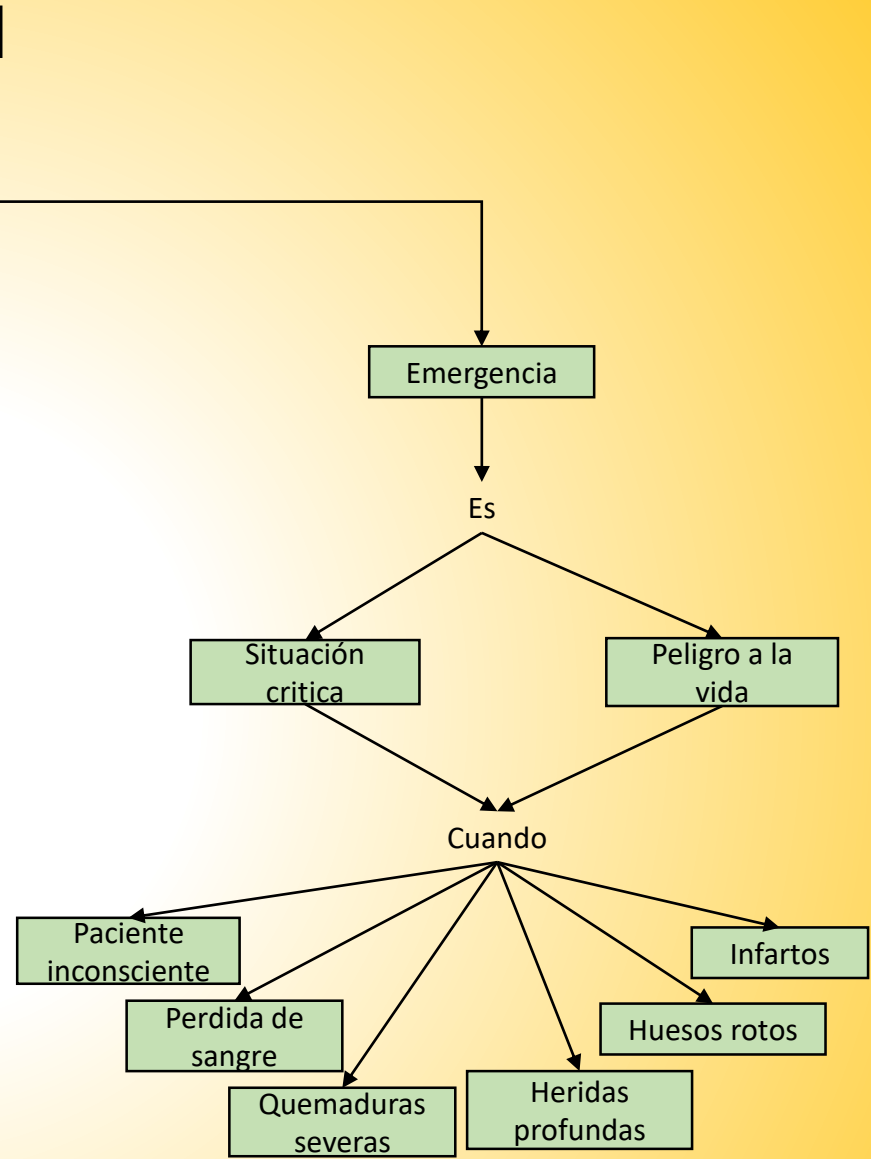 Emergencia
Es
Situación
critica
Peligro a la
vida
Cuando
Paciente
inconsciente
Perdida de
sangre
Quemaduras
severas
Heridas
profundas
Huesos rotos
Infartos